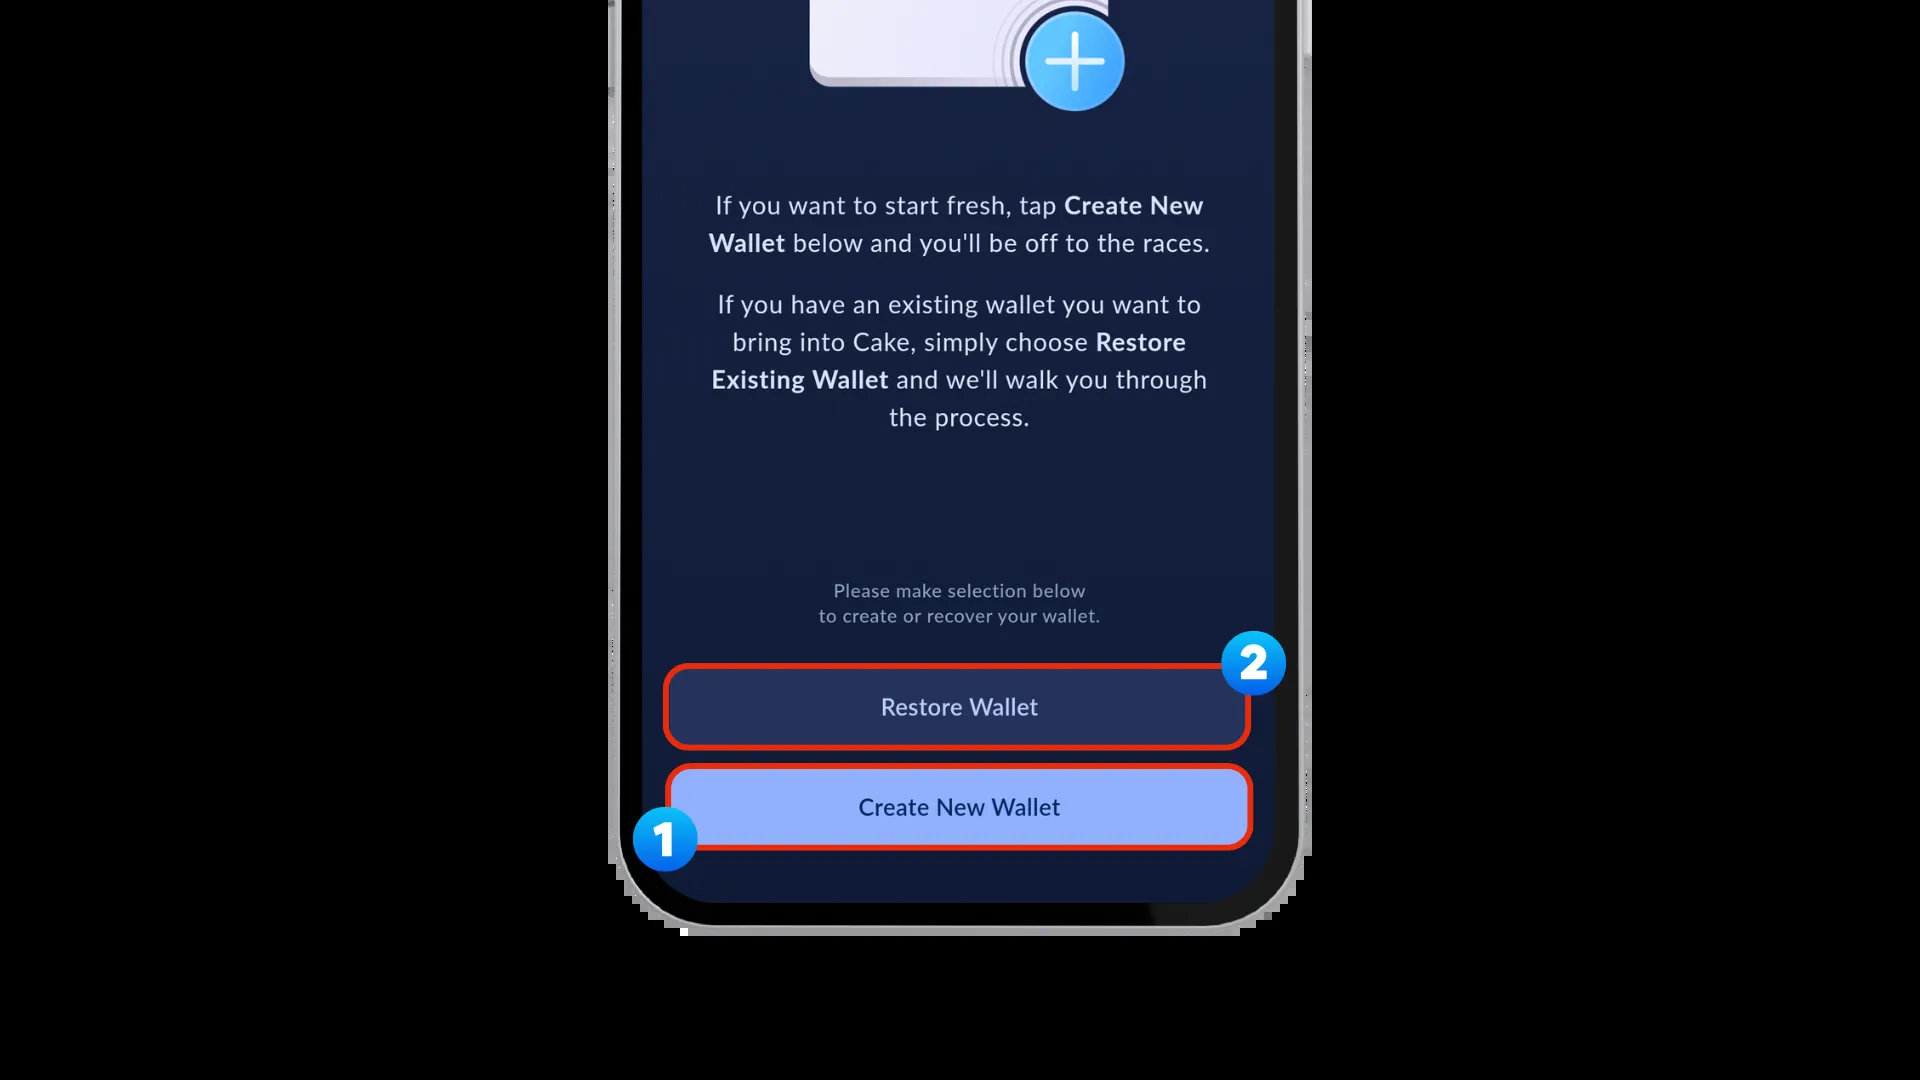 If you want to start fresh, tap Create New
Wallet below and you'll be off to the races.
If you have an existing wallet you want to
bring into Cake, simply choose Restore
Existing Wallet and we'll walk you through
the process.
Please make selection below
to create or recover your wallet.
2
Restore Wallet
Create New Wallet
1